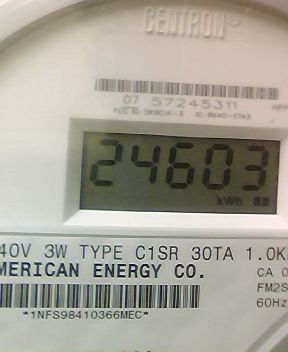 CENTRON
07 57245311
24603
kWh
40V 3W TYPE C1SR 30TA 1.0K
MERICAN ENERGY CO.
CA 0
FM2S
60Hz
*1NFS98410366MEC*